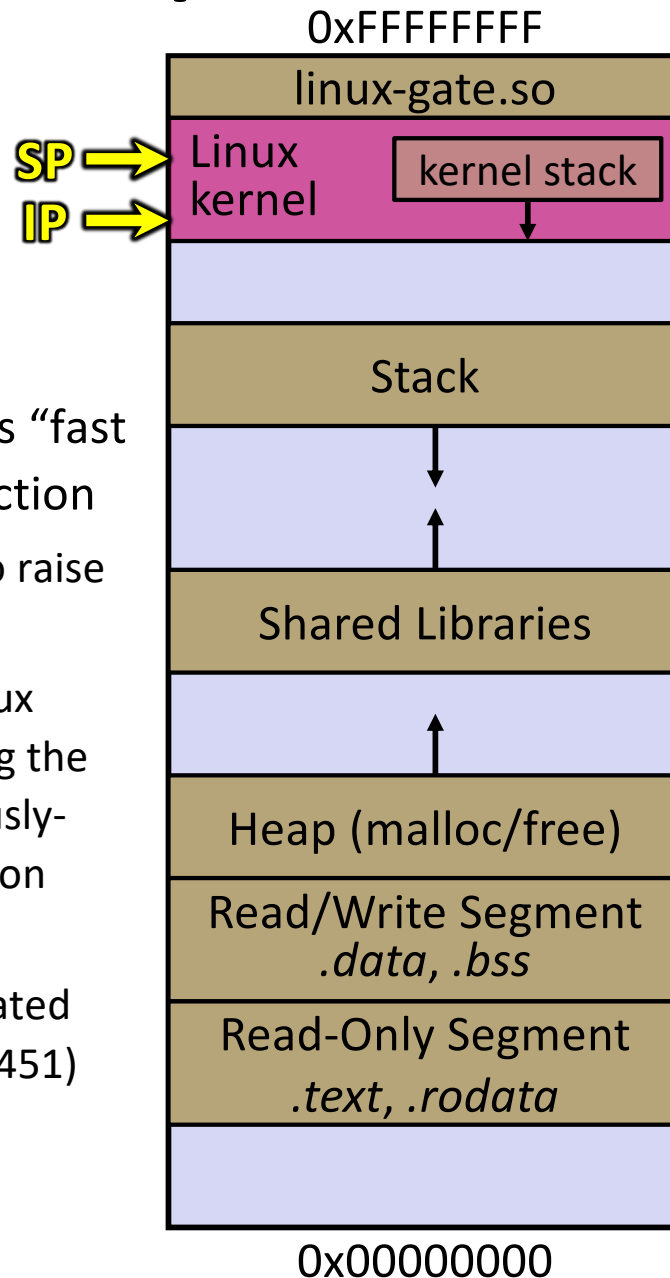 0xFFFFFFFF
linux-gate.so
SP
Linux
kernel
kernel stack
IP
Stack
s “fast
ction
o raise
Shared Libraries
ux
g the
usly-
on
Heap (malloc/free)
Read/Write Segment
.data, .bss
ated
451)
Read-Only Segment
.text, .rodata
0x00000000